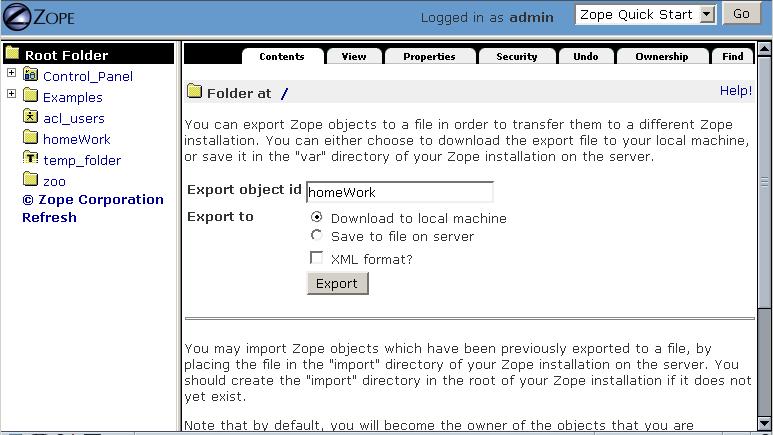 ZOPE
Logged in as admin
Zope Quick Start
Go
Root Folder
Control_Panel
Examples
acl_users
homeWork
temp_folder
zoo
© Zope Corporation
Refresh
Contents
View
Properties
Security
Undo
Ownership
Find
Folder at /
Help!
You can export Zope objects to a file in order to transfer them to a different Zope
installation. You can either choose to download the export file to your local machine,
or save it in the "var" directory of your Zope installation on the server.
Export object id homeWork
Export to
Download to local machine
Save to file on server
XML format?
Export
You may import Zope objects which have been previously exported to a file, by
placing the file in the "import" directory of your Zope installation on the server. You
should create the "import" directory in the root of your Zope installation if it does not
yet exist.
Note that by default, you will become the owner of the objects that you are